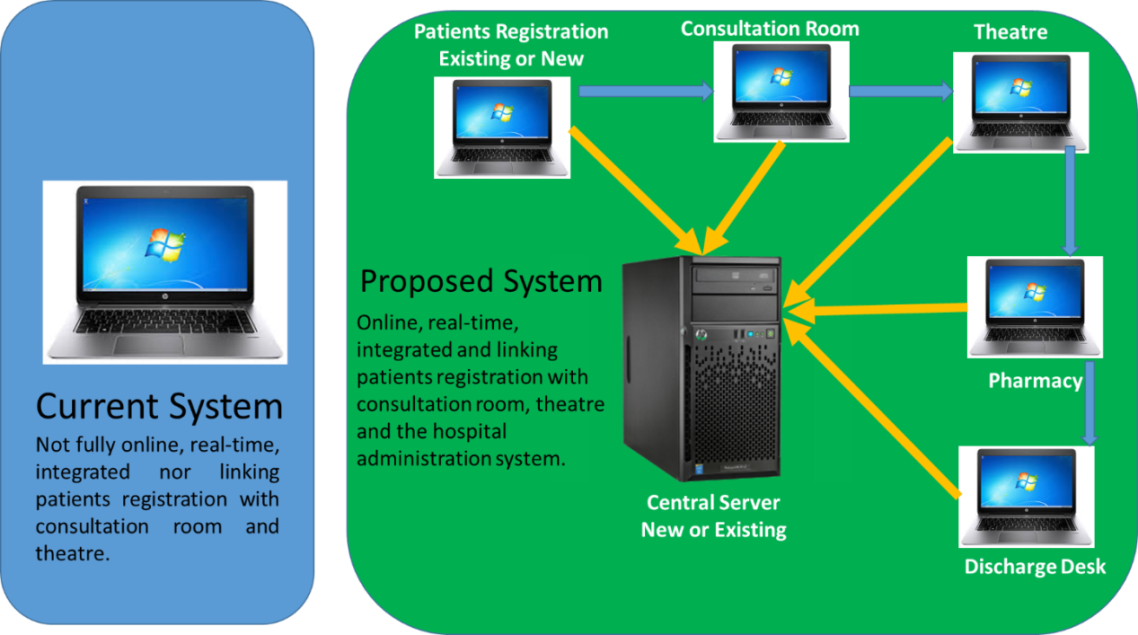 Current System
Not fully online, real-time,
integrated nor linking
patients registration with
consultation room and
theatre.
Patients Registration
Existing or New
Consultation Room
Theatre
Proposed System
Online, real-time,
integrated and linking
patients registration with
consultation room, theatre
and the hospital
administration system.
Central Server
New or Existing
Pharmacy
Discharge Desk